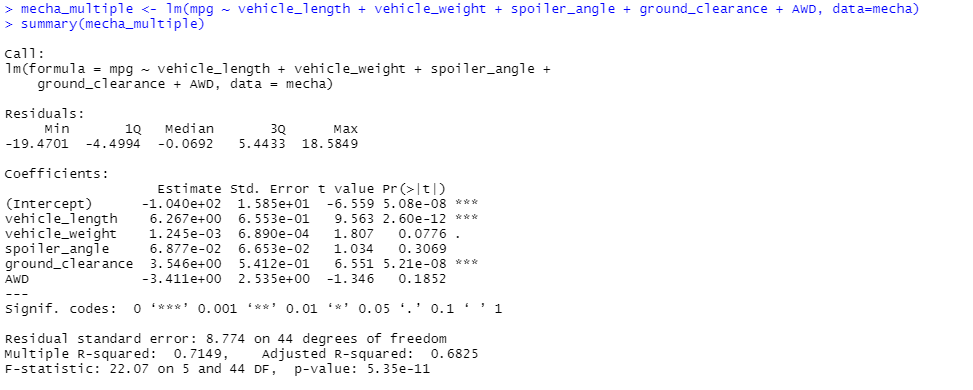 > mecha_multiple <- lm(mpg ~ vehicle_length + vehicle_weight + spoiler_angle + ground_clearance + AWD, data=mecha)
> summary(mecha_multiple)

Call:
lm(formula = mpg ~ vehicle_length + vehicle_weight + spoiler_angle +
    ground_clearance + AWD, data = mecha)

Residuals:
     Min       1Q   Median       3Q      Max
-19.4701  -4.4994  -0.0692   5.4433  18.5849

Coefficients:
                   Estimate Std. Error t value Pr(>|t|)
(Intercept)      -1.040e+02  1.585e+01  -6.559 5.08e-08 ***
vehicle_length    6.267e+00  6.553e-01   9.563 2.60e-12 ***
vehicle_weight    1.245e-03  6.890e-04   1.807   0.0776 .
spoiler_angle     6.877e-02  6.653e-02   1.034   0.3069
ground_clearance  3.546e+00  5.412e-01   6.551 5.21e-08 ***
AWD              -3.411e+00  2.535e+00  -1.346   0.1852
---
Signif. codes:  0 ‘***’ 0.001 ‘**’ 0.01 ‘*’ 0.05 ‘.’ 0.1 ‘ ’ 1

Residual standard error: 8.774 on 44 degrees of freedom
Multiple R-squared:  0.7149,    Adjusted R-squared:  0.6825
F-statistic: 22.07 on 5 and 44 DF,  p-value: 5.35e-11